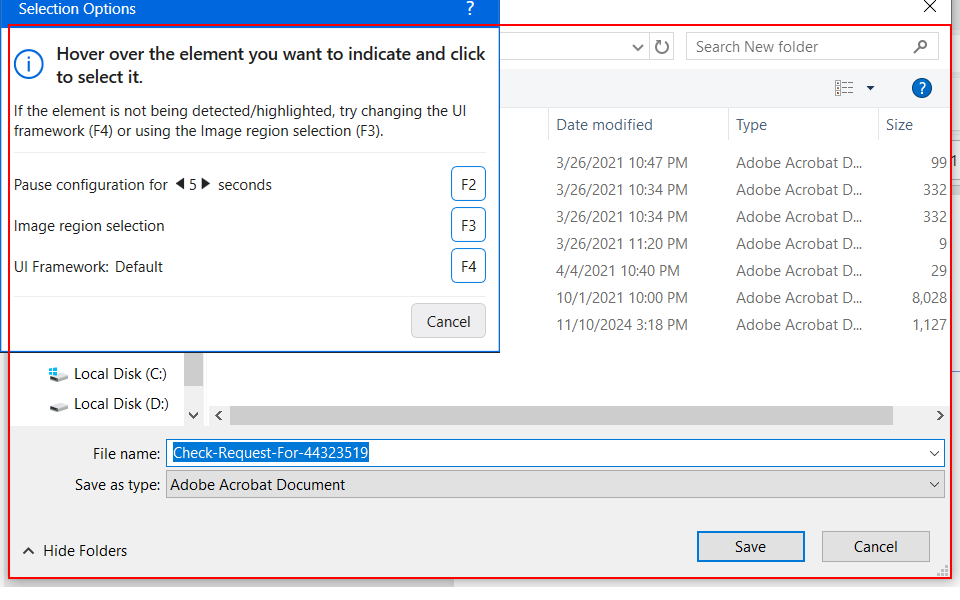 Selection Options ?
Hover over the element you want to indicate and click
to select it.
If the element is not being detected/highlighted, try changing the UI
framework (F4) or using the Image region selection (F3).
Pause configuration for 5 seconds F2
Image region selection F3
UI Framework: Default F4
Cancel
Search New folder
?
Date modified Type Size
3/26/2021 10:47 PM Adobe Acrobat D... 99
3/26/2021 10:34 PM Adobe Acrobat D... 332
3/26/2021 10:34 PM Adobe Acrobat D... 332
3/26/2021 11:20 PM Adobe Acrobat D... 9
4/4/2021 10:40 PM Adobe Acrobat D... 29
10/1/2021 10:00 PM Adobe Acrobat D... 8,028
11/10/2024 3:18 PM Adobe Acrobat D... 1,127
1
Local Disk (C:)
Local Disk (D:)
File name: Check-Request-For-44323519
Save as type: Adobe Acrobat Document
Hide Folders
Save Cancel